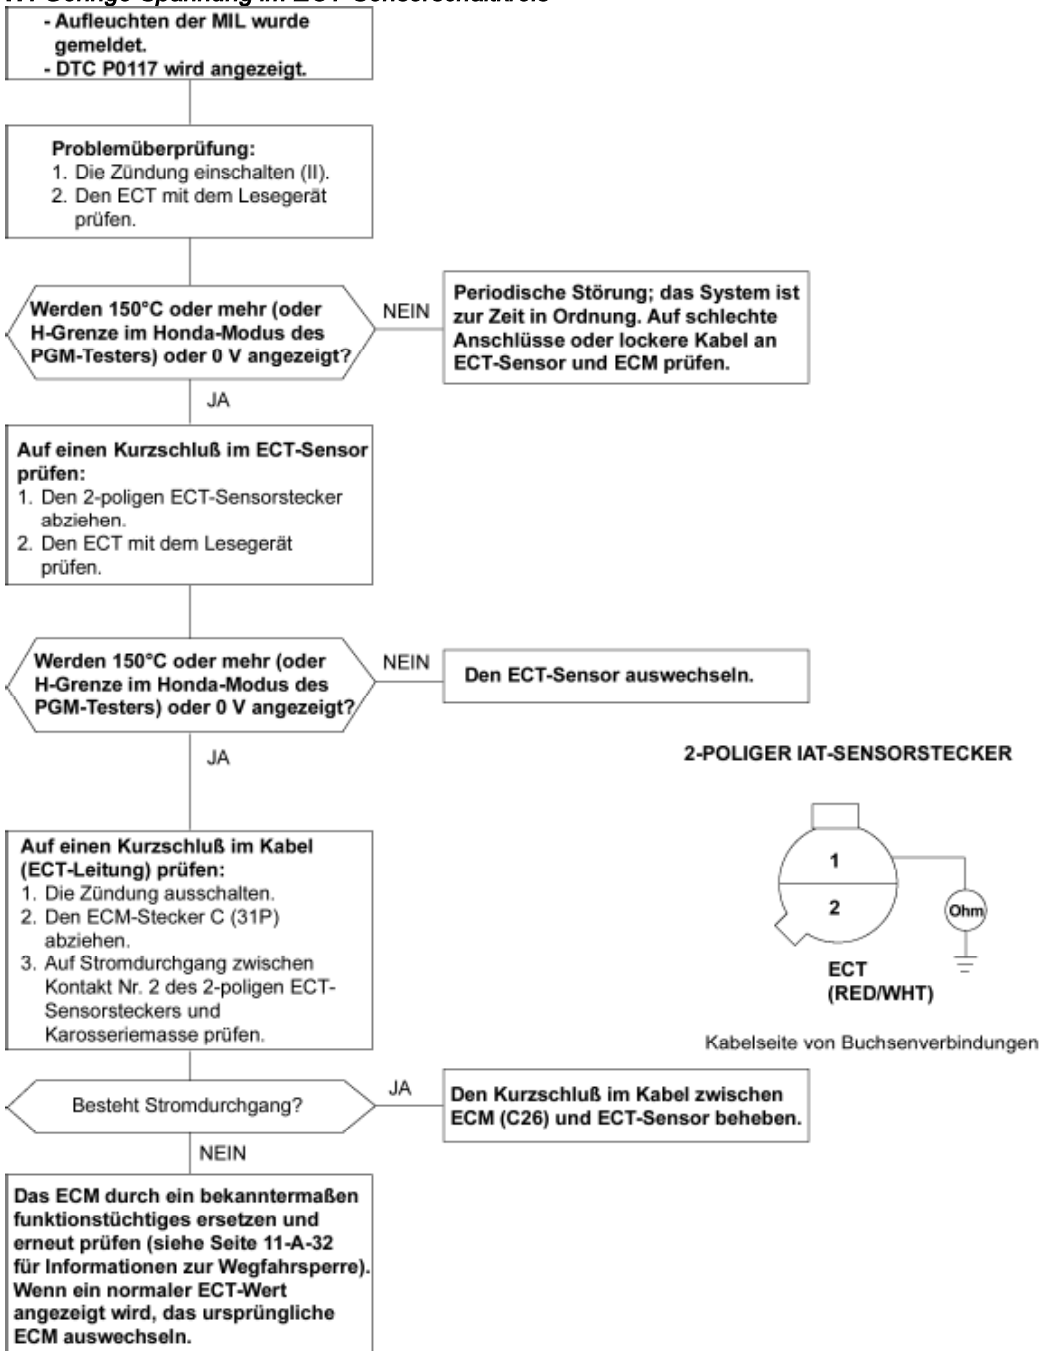 Geringe Spannung im ECT-Sensorschaltkreis
- Aufleuchten der MIL wurde
gemeldet.
- DTC P0117 wird angezeigt.
Problemüberprüfung:
1. Die Zündung einschalten (II).
2. Den ECT mit dem Lesegerät
prüfen.
Werden 150°C oder mehr (oder
H-Grenze im Honda-Modus des
PGM-Testers) oder 0 V angezeigt?
NEIN
Periodische Störung; das System ist
zur Zeit in Ordnung. Auf schlechte
Anschlüsse oder lockere Kabel an
ECT-Sensor und ECM prüfen.
JA
Auf einen Kurzschluß im ECT-Sensor
prüfen:
1. Den 2-poligen ECT-Sensorstecker
abziehen.
2. Den ECT mit dem Lesegerät
prüfen.
Werden 150°C oder mehr (oder
H-Grenze im Honda-Modus des
PGM-Testers) oder 0 V angezeigt?
NEIN
Den ECT-Sensor auswechseln.
JA
2-POLIGER IAT-SENSORSTECKER
1
2
Ohm
ECT
(RED/WHT)
Kabelseite von Buchsenverbindungen
Auf einen Kurzschluß im Kabel
(ECT-Leitung) prüfen:
1. Die Zündung ausschalten.
2. Den ECM-Stecker C (31P)
abziehen.
3. Auf Stromdurchgang zwischen
Kontakt Nr. 2 des 2-poligen ECT-
Sensorsteckers und
Karosseriemasse prüfen.
Besteht Stromdurchgang?
JA
Den Kurzschluß im Kabel zwischen
ECM (C26) und ECT-Sensor beheben.
NEIN
Das ECM durch ein bekanntermaßen
funktionstüchtiges ersetzen und
erneut prüfen (siehe Seite 11-A-32
für Informationen zur Wegfahrsperre).
Wenn ein normaler ECT-Wert
angezeigt wird, das ursprüngliche
ECM auswechseln.